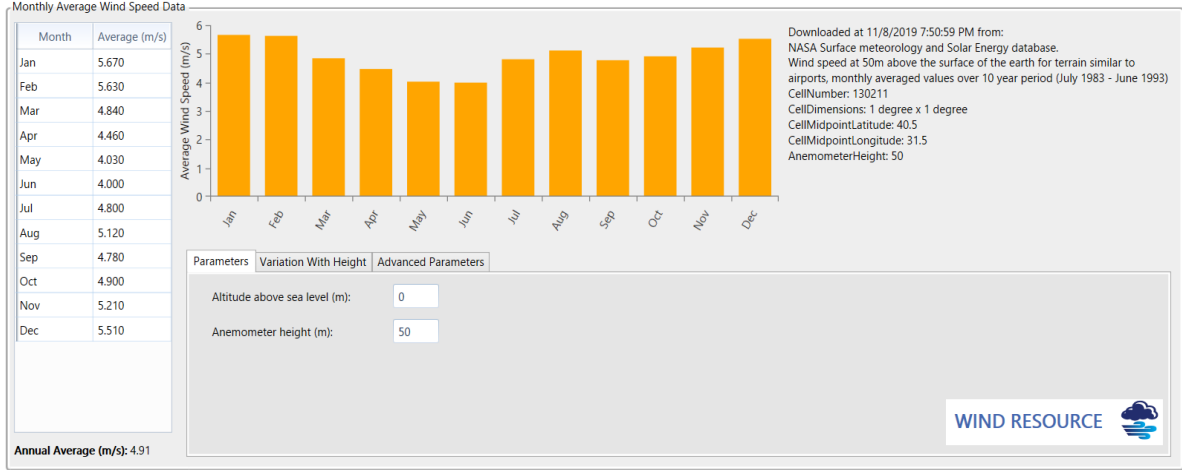 Monthly Average Wind Speed Data
Month Average (m/s)
Jan 5.670
Feb 5.630
Mar 4.840
Apr 4.460
May 4.030
Jun 4.000
Jul 4.800
Aug 5.120
Sep 4.780
Oct 4.900
Nov 5.210
Dec 5.510
Annual Average (m/s): 4.91
Average Wind Speed (m/s)
6
5
4
3
2
1
0
Jan Feb Mar Apr May Jun Jul Aug Sep Oct Nov Dec
Downloaded at 11/8/2019 7:50:59 PM from:
NASA Surface meteorology and Solar Energy database.
Wind speed at 50m above the surface of the earth for terrain similar to
airports, monthly averaged values over 10 year period (July 1983 - June 1993)
CellNumber: 130211
CellDimensions: 1 degree x 1 degree
CellMidpointLatitude: 40.5
CellMidpointLongitude: 31.5
AnemometerHeight: 50
Parameters Variation With Height Advanced Parameters
Altitude above sea level (m): 0
Anemometer height (m): 50
WIND RESOURCE